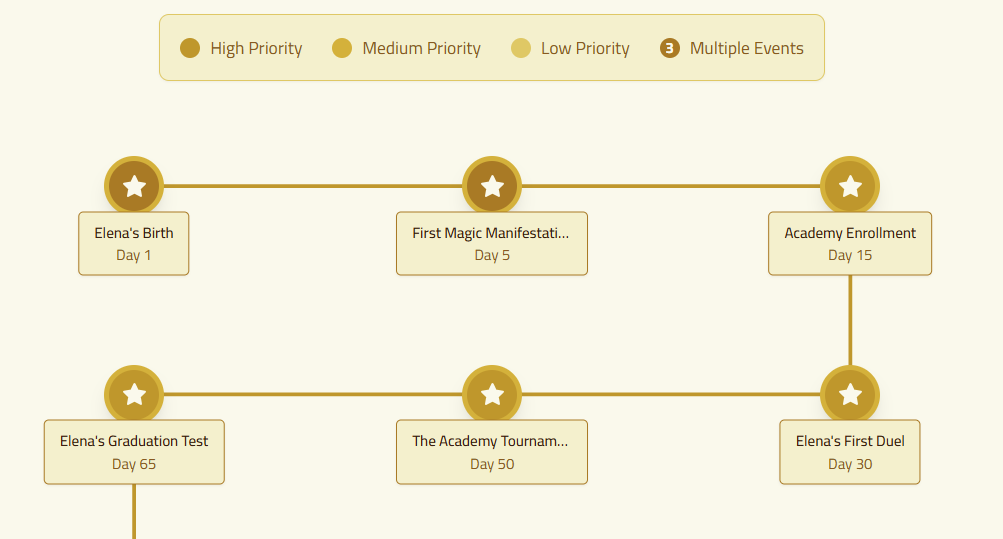 High Priority
Medium Priority
Low Priority
3 Multiple Events
Elena's Birth
Day 1
First Magic Manifestati...
Day 5
Academy Enrollment
Day 15
Elena's Graduation Test
Day 65
The Academy Tournam...
Day 50
Elena's First Duel
Day 30